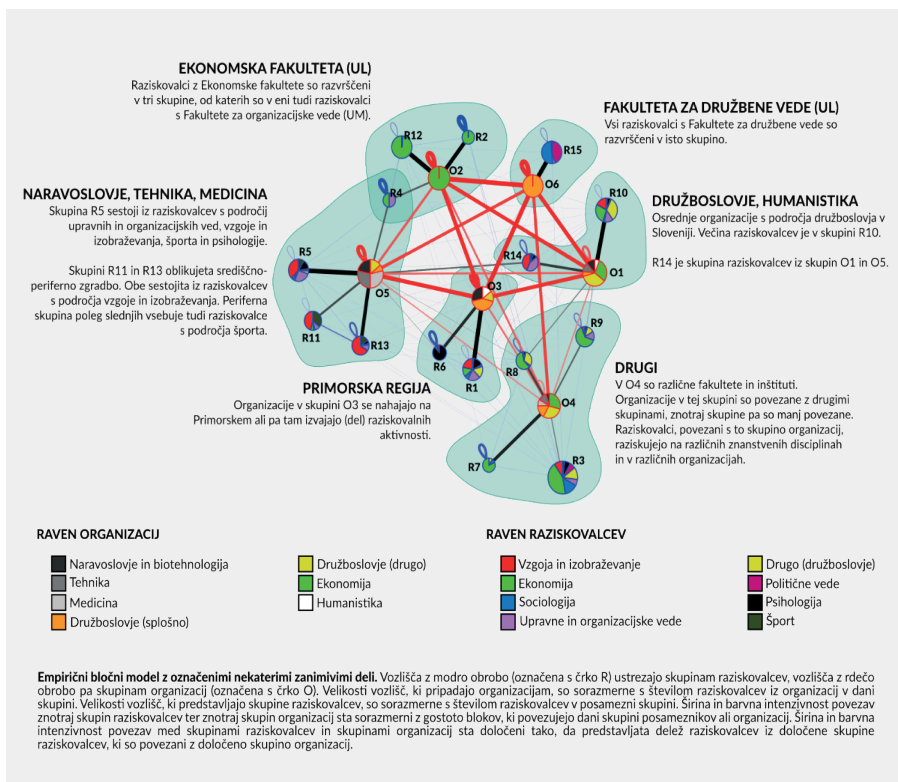 EKONOMSKA FAKULTETA (UL)
Raziskovalci z Ekonomske fakultete so razvrščeni
v tri skupine, od katerih so v eni tudi raziskovalci
s Fakultete za organizacijske vede (UM).
FAKULTETA ZA DRUŽBENE VEDE (UL)
Vsi raziskovalci s Fakultete za družbene vede so
razvrščeni v isto skupino.
NARAVOSLOVJE, TEHNIKA, MEDICINA
Skupina R5 sestoji iz raziskovalcev s področij
upravnih in organizacijskih ved, vzgoje in
izobraževanja, športa in psihologije.
Skupini R11 in R13 oblikujeta središčno-
periferno zgradbo. Obe sestojita iz raziskovalcev
s področja vzgoje in izobraževanja. Periferna
skupina poleg slednjih vsebuje tudi raziskovalce
s področja športa.
DRUŽBOSLOVJE, HUMANISTIKA
Osrednje organizacije s področja družboslovja v
Sloveniji. Večina raziskovalcev je v skupini R10.
R14 je skupina raziskovalcev iz skupin O1 in O5.
PRIMORSKA REGIJA
Organizacije v skupini O3 se nahajajo na
Primorskem ali pa tam izvajajo (del) raziskovalnih
aktivnosti.
DRUGI
V O4 so različne fakultete in inštituti.
Organizacije v tej skupini so povezane z drugimi
skupinami, znotraj skupine pa so manj povezane.
Raziskovalci, povezani s to skupino organizacij,
raziskujejo na različnih znanstvenih disciplinah
in v različnih organizacijah.
R12
R2
O2
R15
O6
R4
R10
R5
O5
R14
O1
O3
R11
R13
R9
R6
R1
R8
O4
R7
R3
RAVEN ORGANIZACIJ
Naravoslovje in biotehnologija
Tehnika
Medicina
Družboslovje (splošno)
Družboslovje (drugo)
Ekonomija
Humanistika
RAVEN RAZISKOVALCEV
Vzgoja in izobraževanje
Ekonomija
Sociologija
Upravne in organizacijske vede
Drugo (družboslovje)
Politične vede
Psihologija
Šport
Empirični bločni model z označenimi nekaterimi zanimivimi deli. Vozlišča z modro obrobo (označena s črko R) ustrezajo skupinam raziskovalcev, vozlišča z rdečo
obrobo pa skupinam organizacij (označena s črko O). Velikosti vozlišč, ki pripadajo organizacijam, so sorazmerne s številom raziskovalcev iz organizacij v dani
skupini. Velikosti vozlišč, ki predstavljajo skupine raziskovalcev, so sorazmerne s številom raziskovalcev v posamezni skupini. Širina in barvna intenzivnost povezav
znotraj skupin raziskovalcev ter znotraj skupin organizacij sta sorazmerni z gostoto blokov, ki povezujejo dani skupini posameznikov ali organizacij. Širina in barvna
intenzivnost povezav med skupinami raziskovalcev in skupinami organizacij sta določeni tako, da predstavljata delež raziskovalcev iz določene skupine
raziskovalcev, ki so povezani z določeno skupino organizacij.